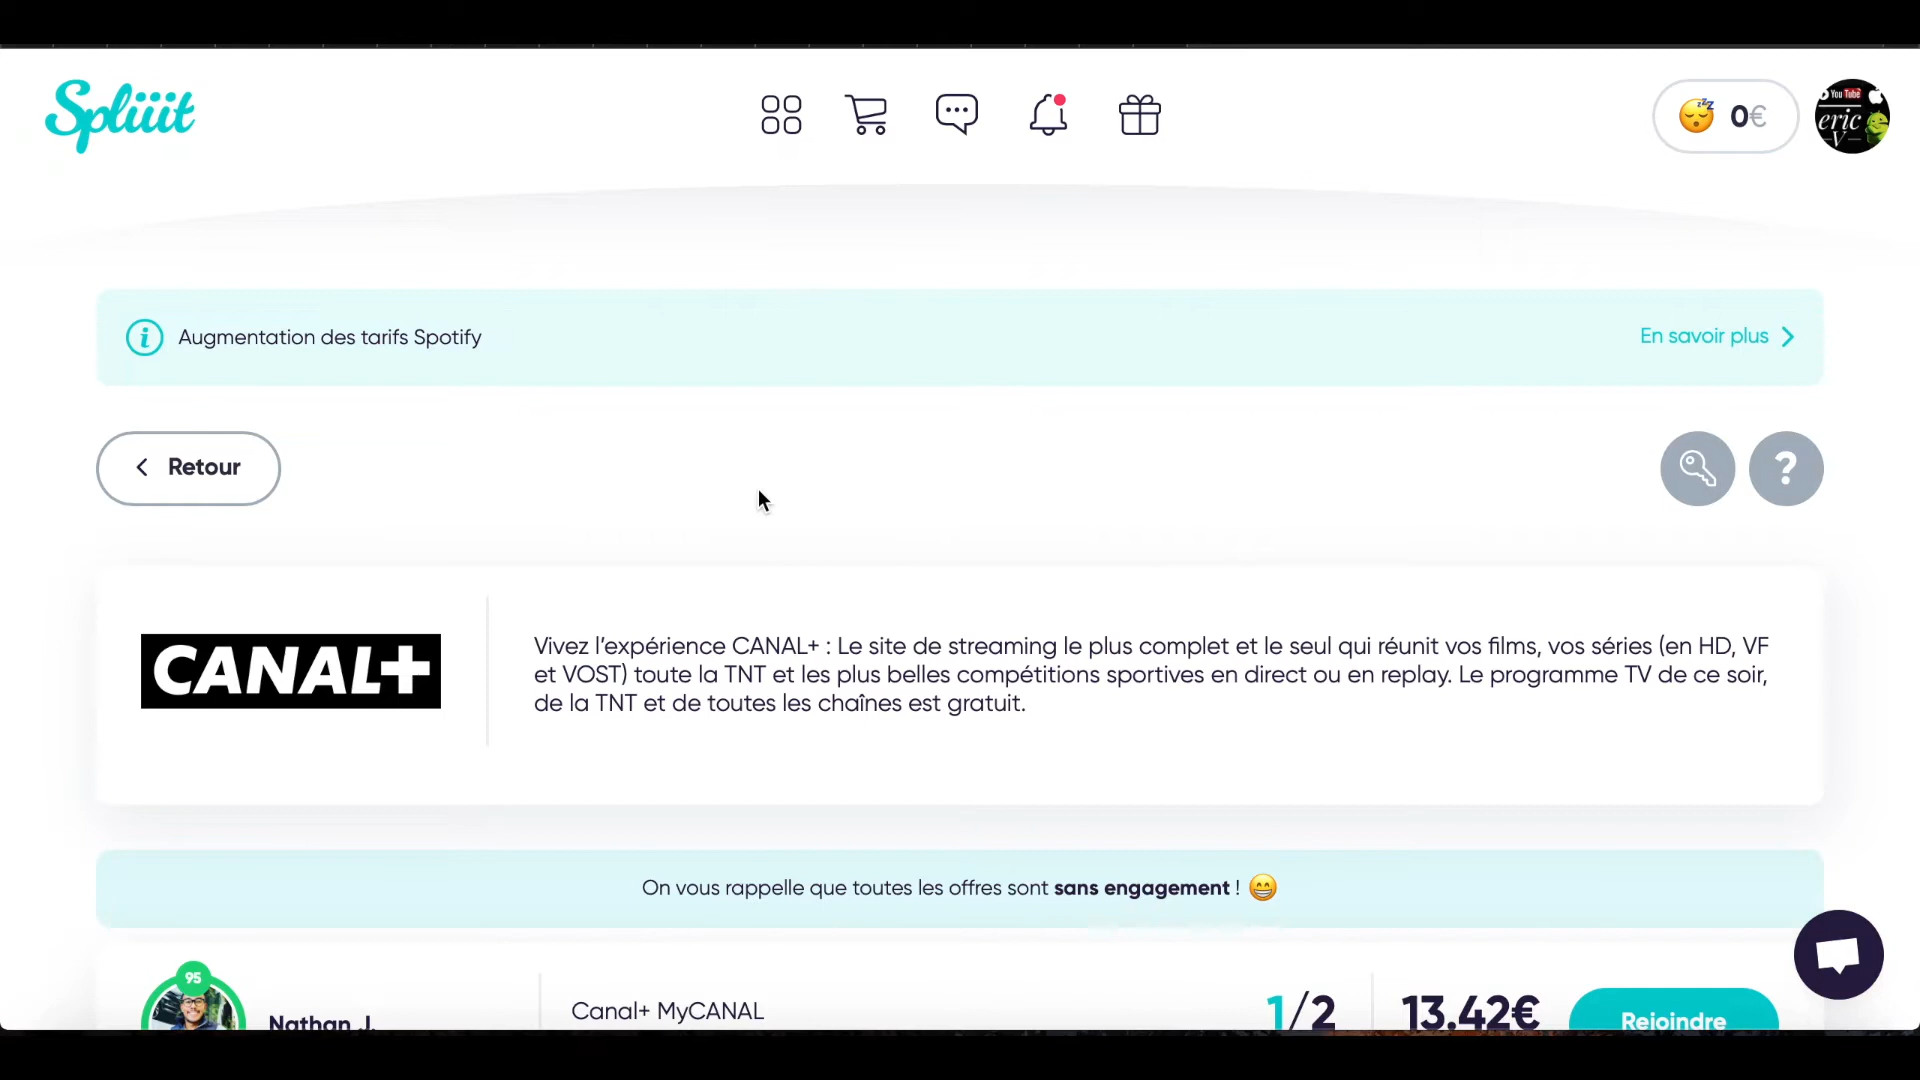 Spliiit
0€
YouTube
eric
V
Augmentation des tarifs Spotify
En savoir plus
Retour
?
CANAL+
Vivez l’expérience CANAL+ : Le site de streaming le plus complet et le seul qui réunit vos films, vos séries (en HD, VF
et VOST) toute la TNT et les plus belles compétitions sportives en direct ou en replay. Le programme TV de ce soir,
de la TNT et de toutes les chaînes est gratuit.
On vous rappelle que toutes les offres sont sans engagement ! 😁
95
Nathan J.
Canal+ MyCANAL
1/2
13.42€
Rejoindre